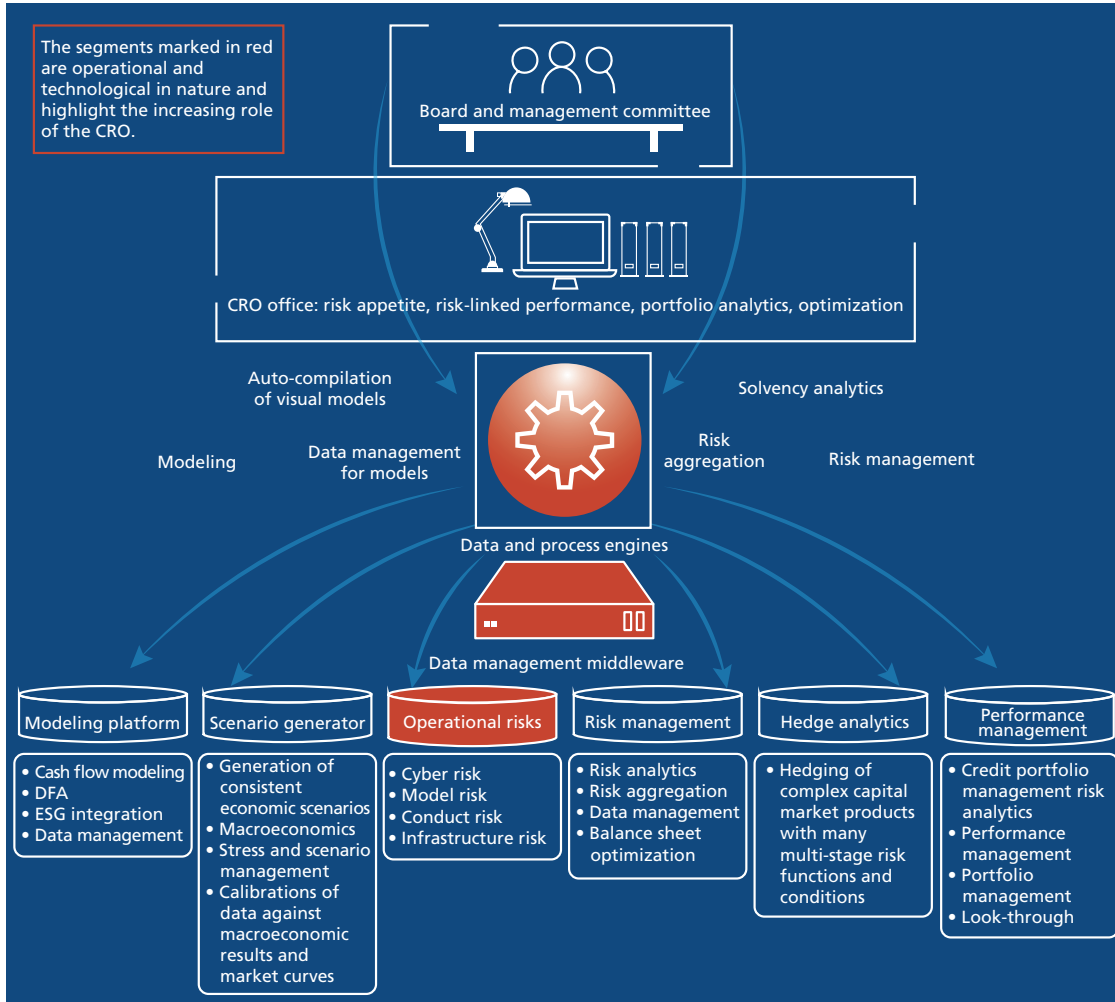 The segments marked in red
are operational and
technological in nature and
highlight the increasing role
of the CRO.
Board and management committee
CRO office: risk appetite, risk-linked performance, portfolio analytics, optimization
Auto-compilation
of visual models
Solvency analytics
Modeling
Data management
for models
Risk
aggregation
Risk management
Data and process engines
Data management middleware
Modeling platform
• Cash flow modeling
• DFA
• ESG integration
• Data management
Scenario generator
• Generation of
consistent
economic scenarios
• Macroeconomics
• Stress and scenario
management
• Calibrations of
data against
macroeconomic
results and
market curves
Operational risks
• Cyber risk
• Model risk
• Conduct risk
• Infrastructure risk
Risk management
• Risk analytics
• Risk aggregation
• Data management
• Balance sheet
optimization
Hedge analytics
• Hedging of
complex capital
market products
with many
multi-stage risk
functions and
conditions
Performance
management
• Credit portfolio
management risk
analytics
• Performance
management
• Portfolio
management
• Look-through